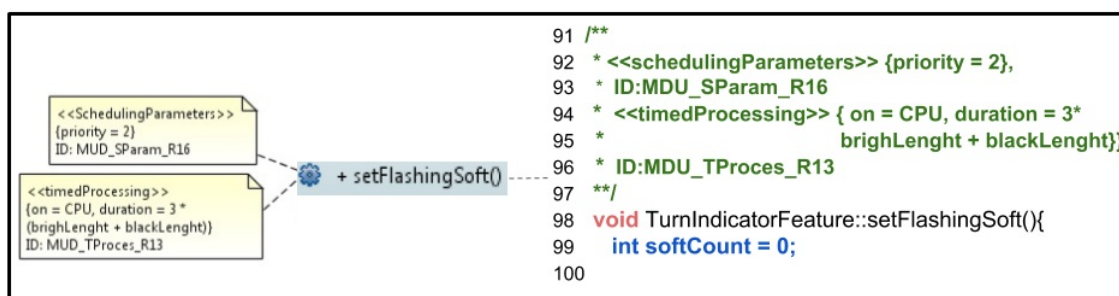 <<SchedulingParameters>>
{priority = 2}
ID: MUD_SParam_R16
<<timedProcessing>>
{on = CPU, duration = 3 *
(brighLenght + blackLenght)}
ID: MUD_TProces_R13
+ setFlashingSoft()
91 /**
92 * <<schedulingParameters>> {priority = 2},
93 * ID:MDU_SParam_R16
94 * <<timedProcessing>> { on = CPU, duration = 3*
95 * brighLenght + blackLenght}}
96 * ID:MDU_TProces_R13
97 **/
98 void TurnIndicatorFeature::setFlashingSoft(){
99 int softCount = 0;
100